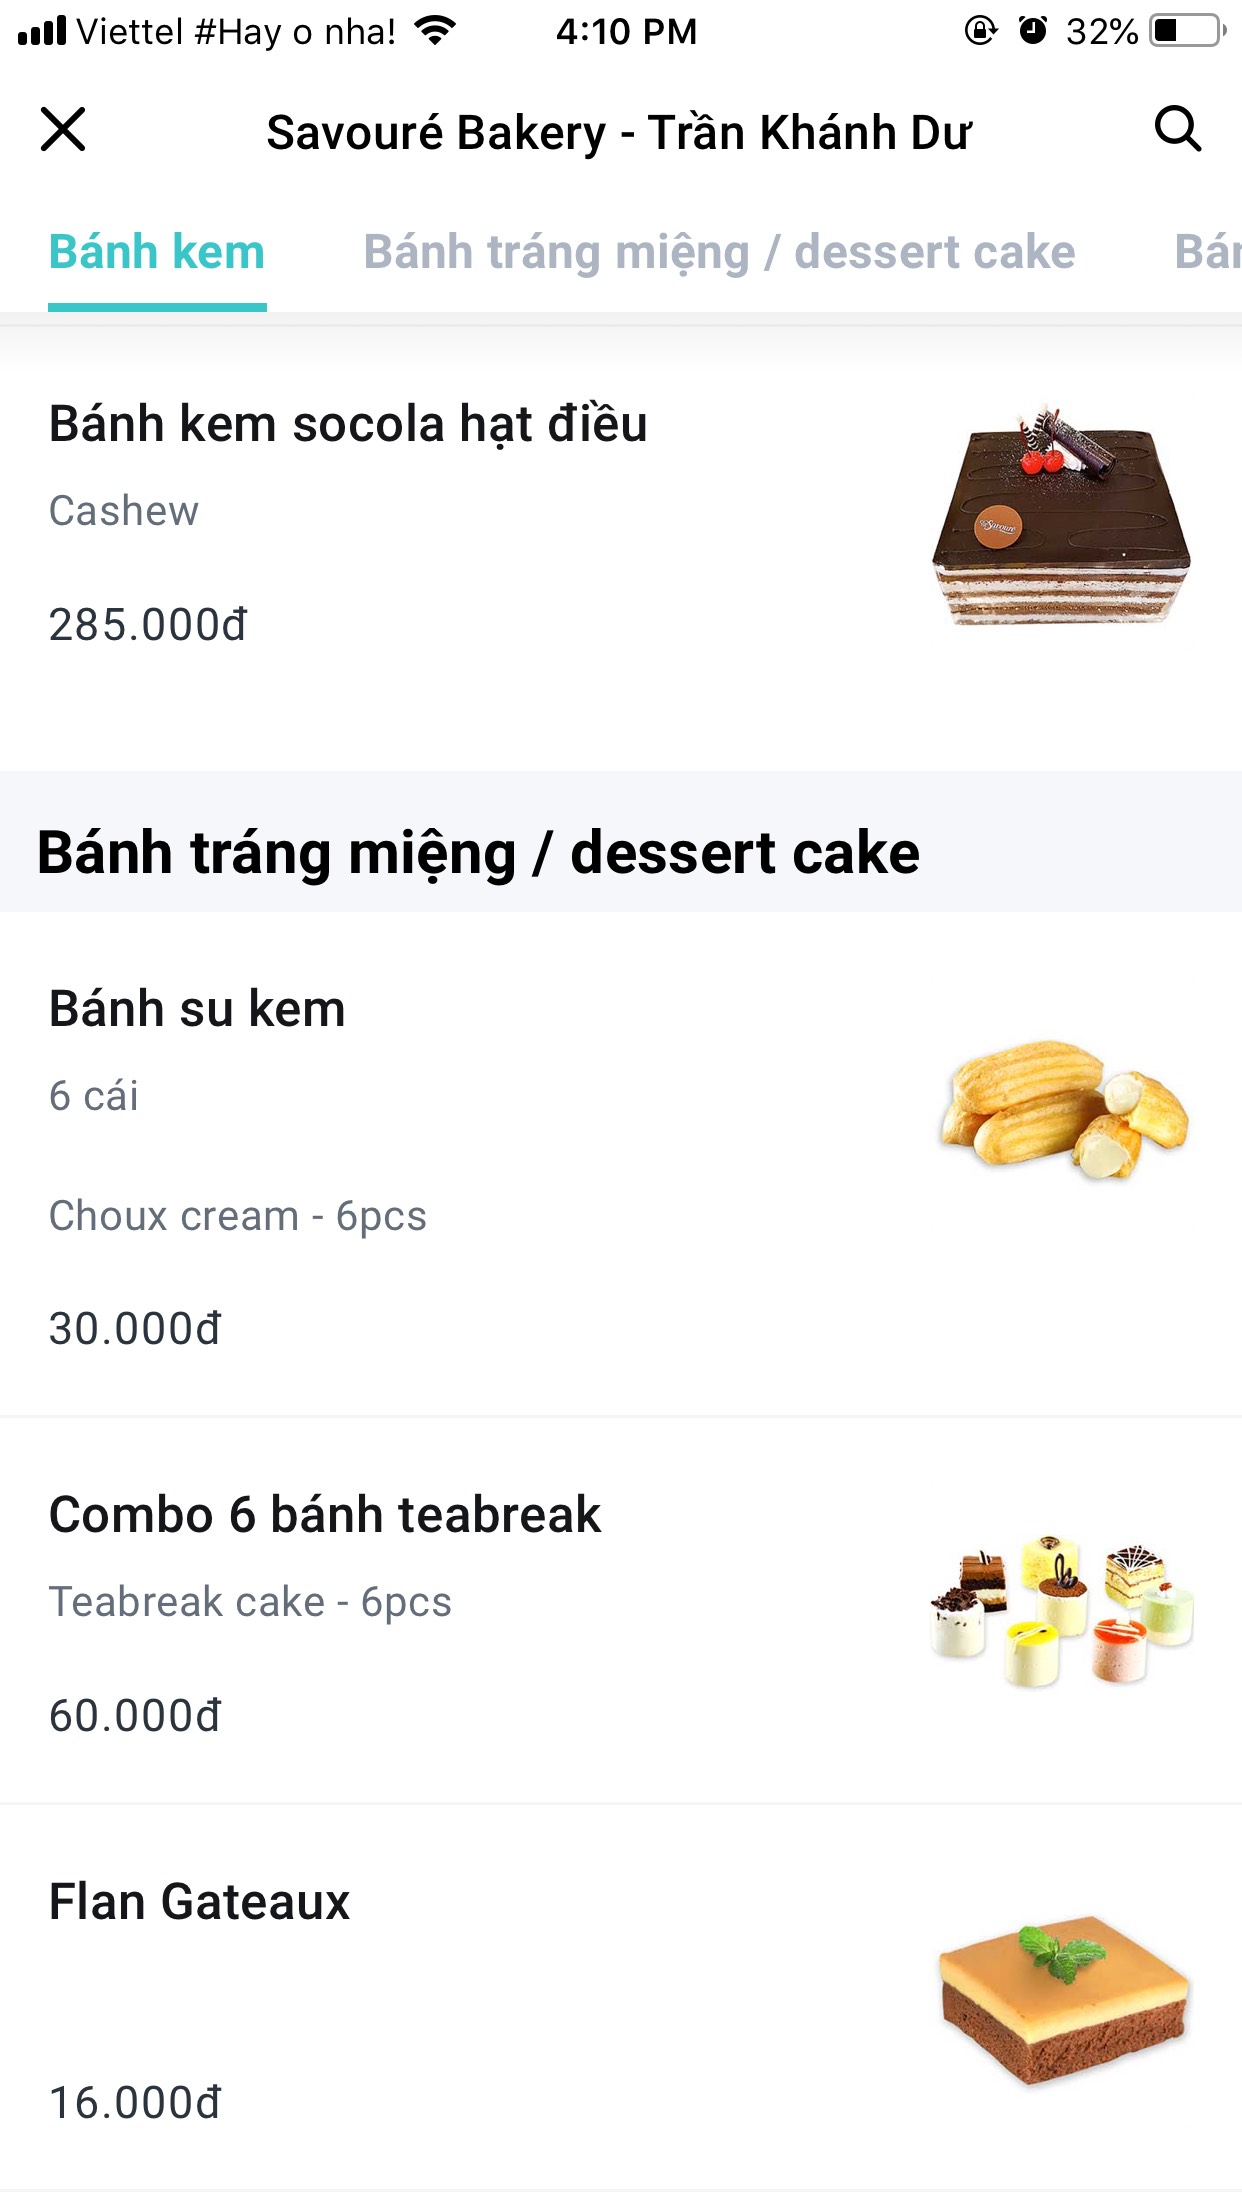 Viettel #Hay o nha!
4:10 PM
32%
Savouré Bakery - Trần Khánh Dư
Bánh kem
Bánh tráng miệng / dessert cake
Bán
Bánh kem socola hạt điều
Cashew
285.000đ
Savouré
Bánh tráng miệng / dessert cake
Bánh su kem
6 cái
Choux cream - 6pcs
30.000đ
Combo 6 bánh teabreak
Teabreak cake - 6pcs
60.000đ
Flan Gateaux
16.000đ